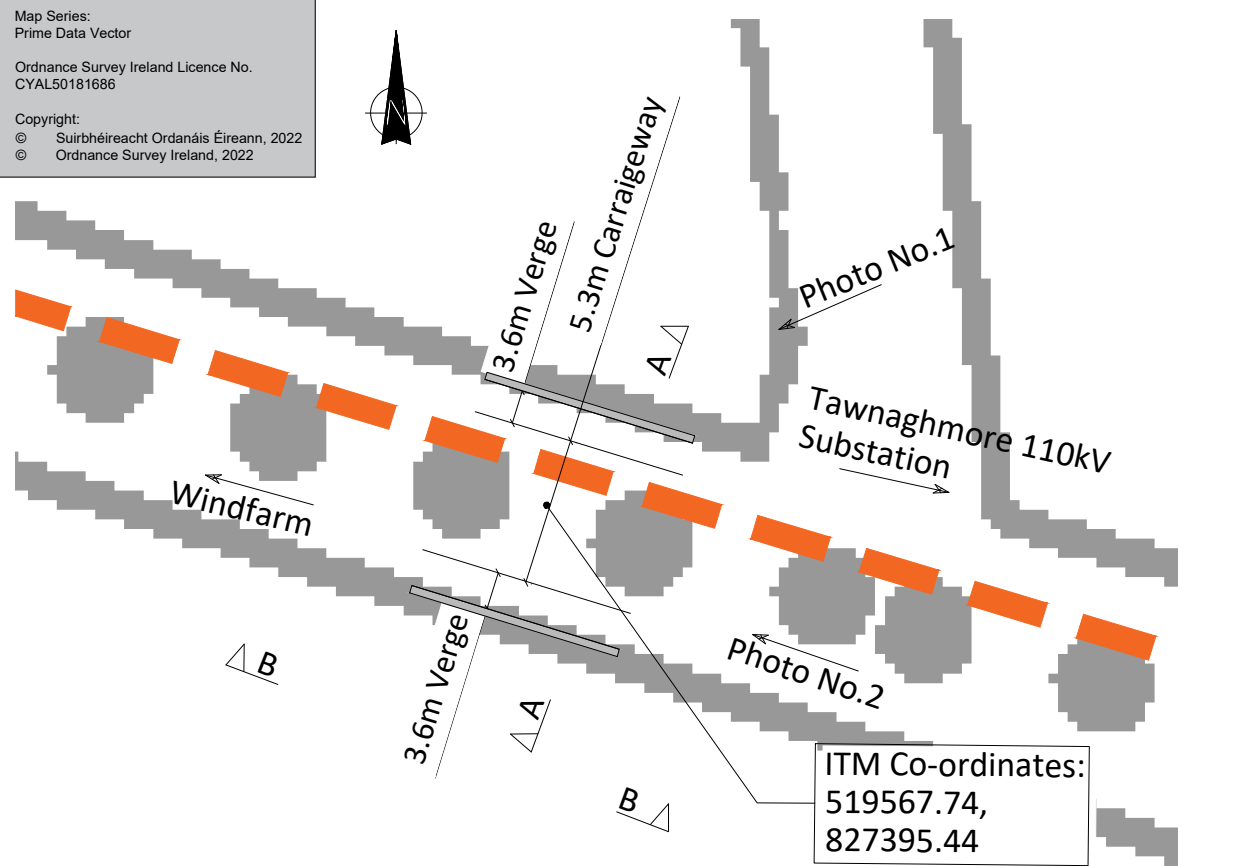 Map Series:
Prime Data Vector
Ordnance Survey Ireland Licence No.
CYAL50181686
Copyright:
© Suirbhéireacht Ordanáis Éireann, 2022
© Ordnance Survey Ireland, 2022
N
3.6m Verge
5.3m Carraigeway
Photo No.1
A
Tawnaghmore 110kV
Substation
Windfarm
B
3.6m Verge
A
Photo No.2
B
ITM Co-ordinates:
519567.74,
827395.44